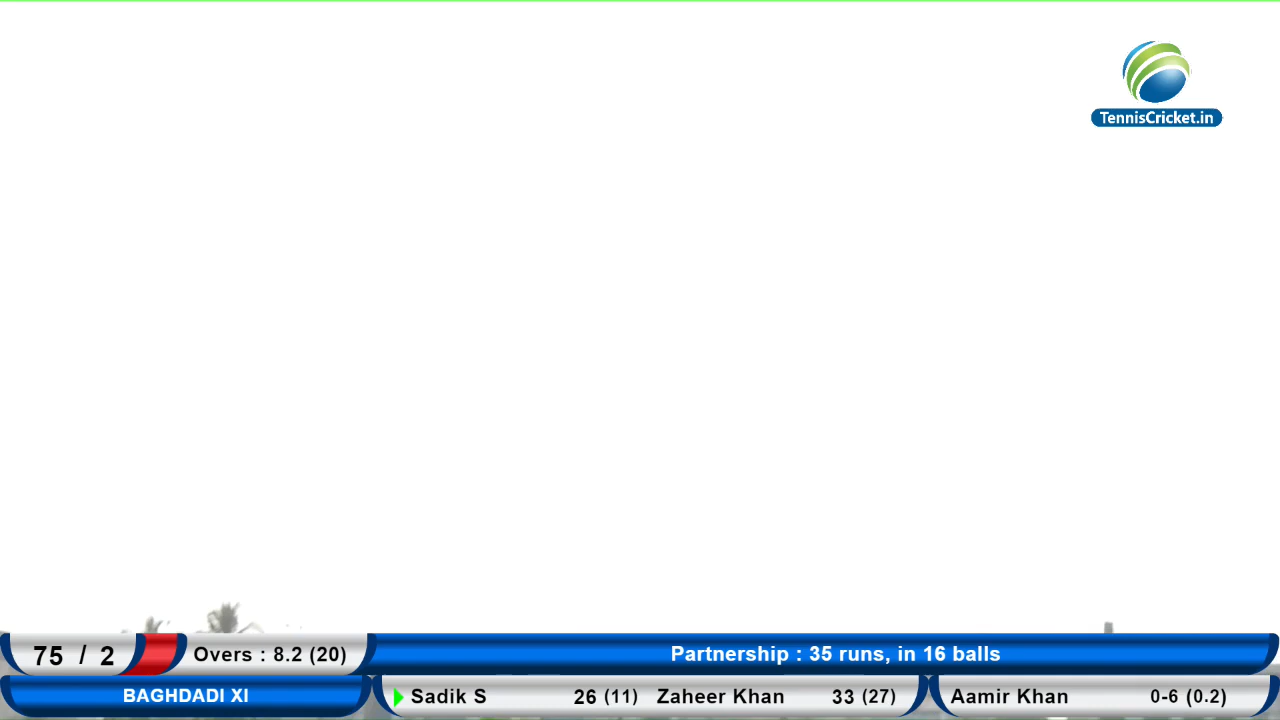 TennisCricket.in
75 / 2 Overs : 8.2 (20) Partnership : 35 runs, in 16 balls
BAGHDADI XI Sadik S 26 (11) Zaheer Khan 33 (27) Aamir Khan 0-6 (0.2)